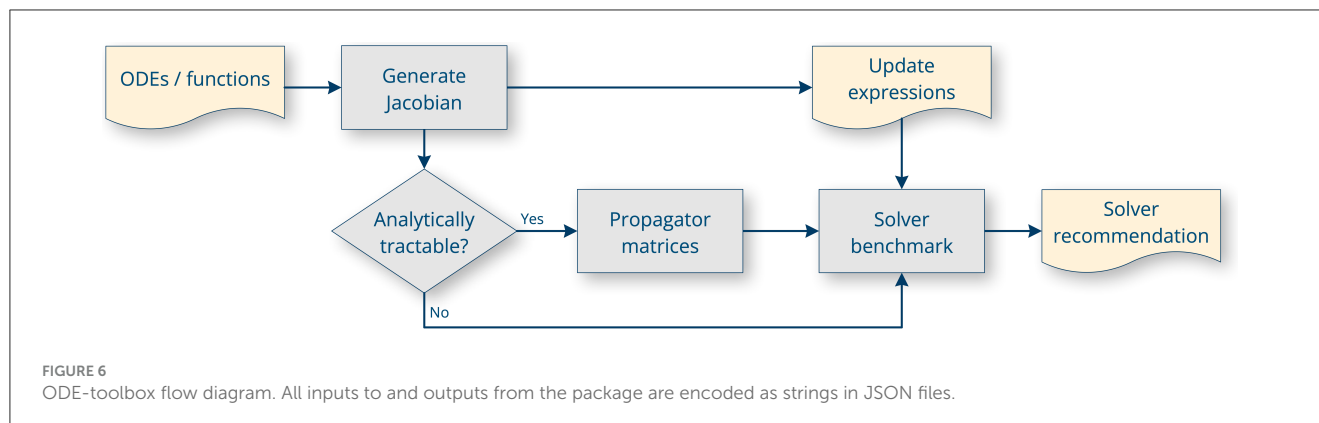 ODEs / functions
Generate
Jacobian
Update
expressions
Analytically
tractable?
Yes
Propagator
matrices
Solver
benchmark
Solver
recommendation
No
FIGURE 6
ODE-toolbox flow diagram. All inputs to and outputs from the package are encoded as strings in JSON files.